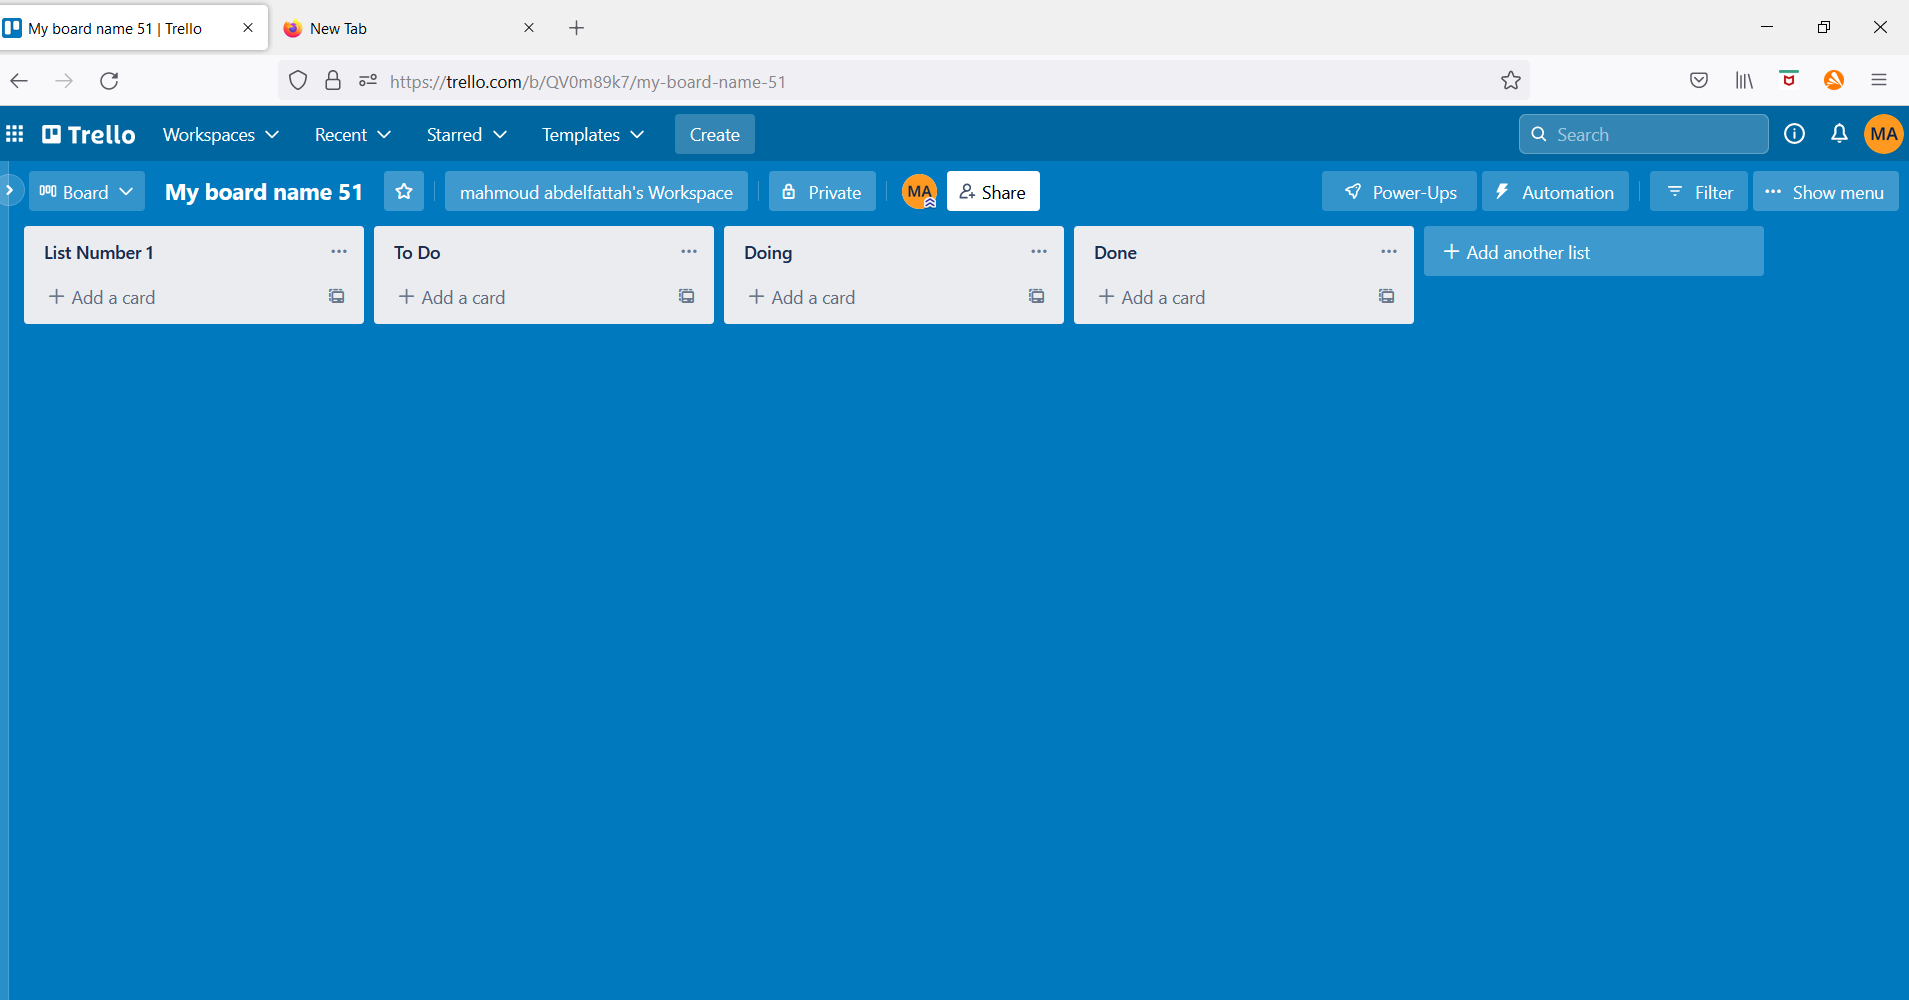 My board name 51 | Trello
New Tab
https://trello.com/b/QV0m89k7/my-board-name-51
Trello Workspaces Recent Starred Templates Create Search MA
Board My board name 51 mahmoud abdelfattah's Workspace Private MA Share Power-Ups Automation Filter Show menu
List Number 1
Add a card
To Do
Add a card
Doing
Add a card
Done
Add a card
Add another list